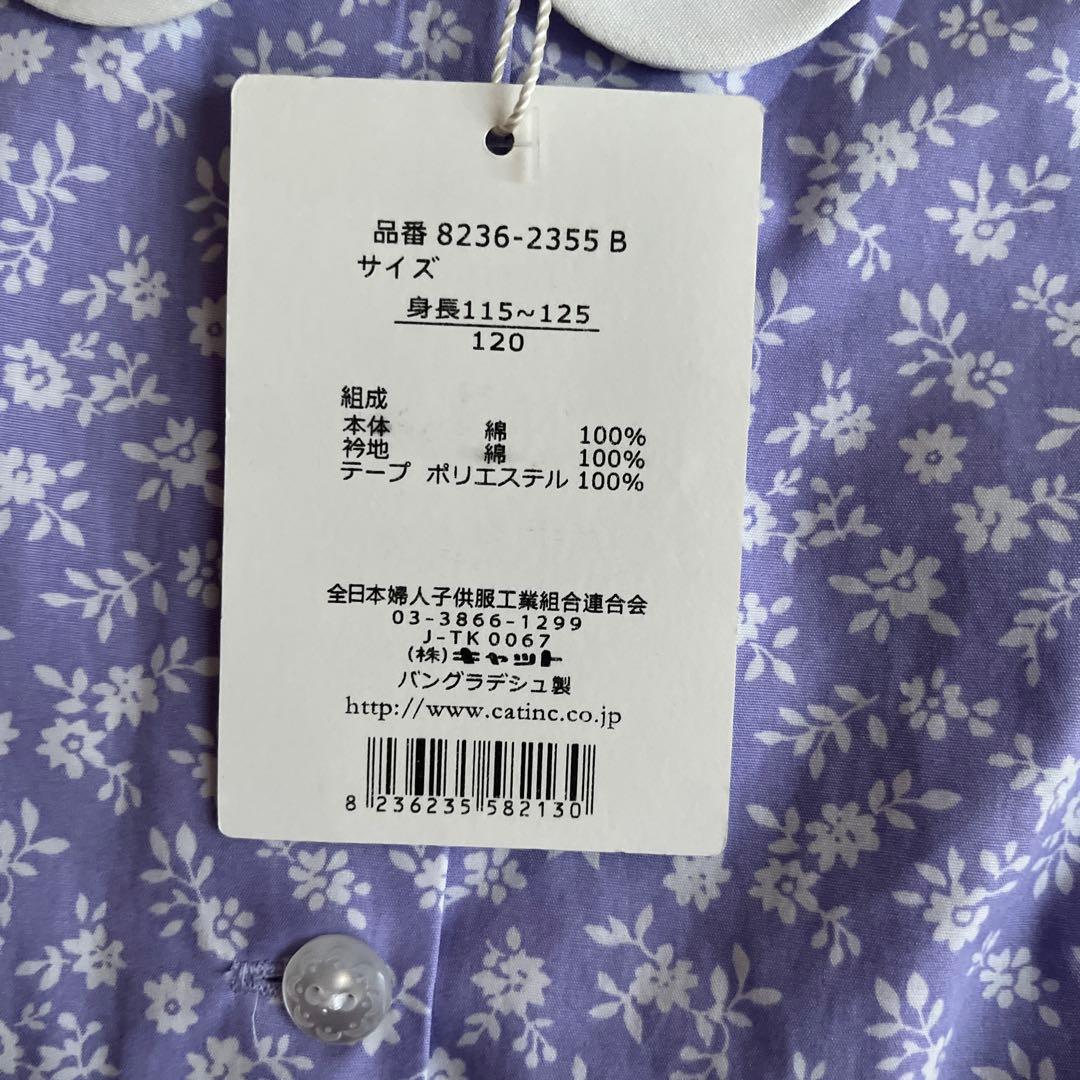 品番 8236-2355 B
サイズ
身長115~125
120
組成
本体 綿 100%
衿地 綿 100%
テープ ポリエステル 100%
全日本婦人子供服工業組合連合会
03-3866-1299
J-TK0067
(株)キャット
バングラデシュ製
http://www.catinc.co.jp
8 236235 582130